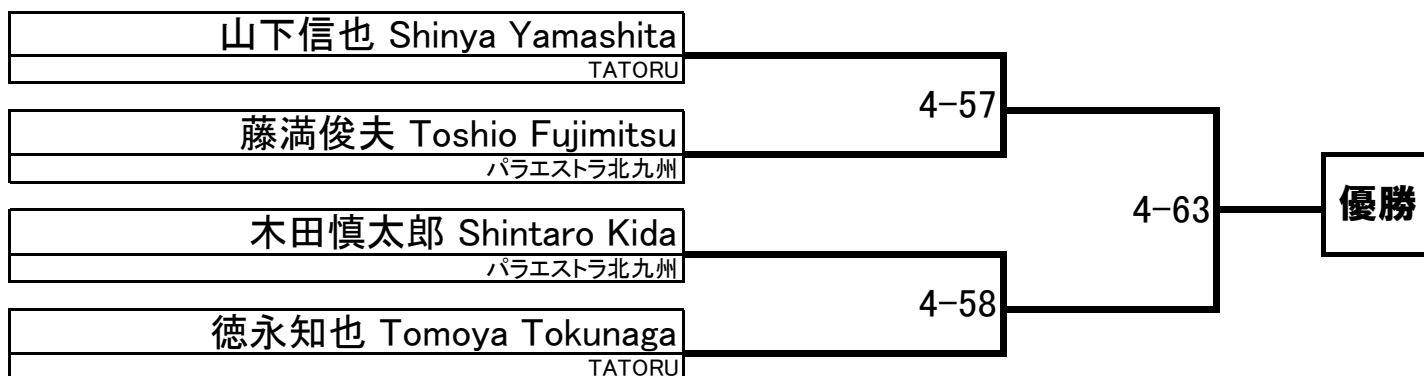 山下信也 Shinya Yamashita
TATORU
藤満俊夫 Toshio Fujimitsu
パラエストラ北九州
木田慎太郎 Shintaro Kida
パラエストラ北九州
徳永知也 Tomoya Tokunaga
TATORU
4-57
4-58
4-63
優勝